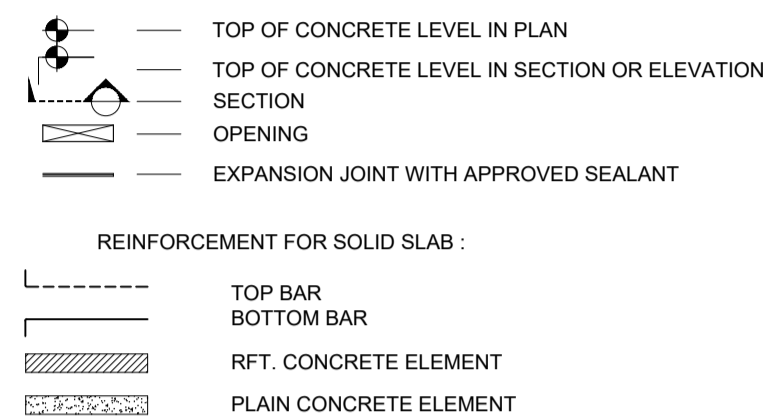 TOP OF CONCRETE LEVEL IN PLAN
TOP OF CONCRETE LEVEL IN SECTION OR ELEVATION
SECTION
OPENING
EXPANSION JOINT WITH APPROVED SEALANT
REINFORCEMENT FOR SOLID SLAB :
TOP BAR
BOTTOM BAR
RFT. CONCRETE ELEMENT
PLAIN CONCRETE ELEMENT